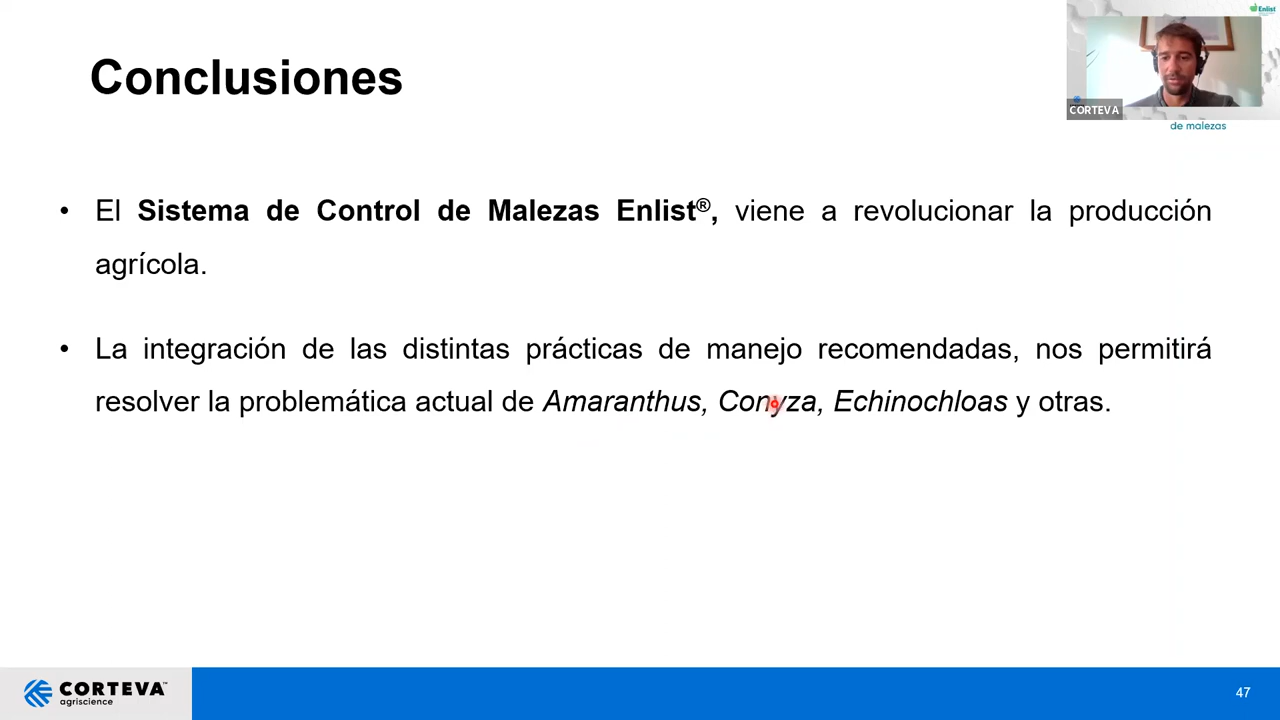 Conclusiones
Enlist
CORTEVA
de malezas
• El Sistema de Control de Malezas Enlist®, viene a revolucionar la producción
agrícola.
• La integración de las distintas prácticas de manejo recomendadas, nos permitirá
resolver la problemática actual de Amaranthus, Conyza, Echinochloas y otras.
CORTEVA™
agriscience
47